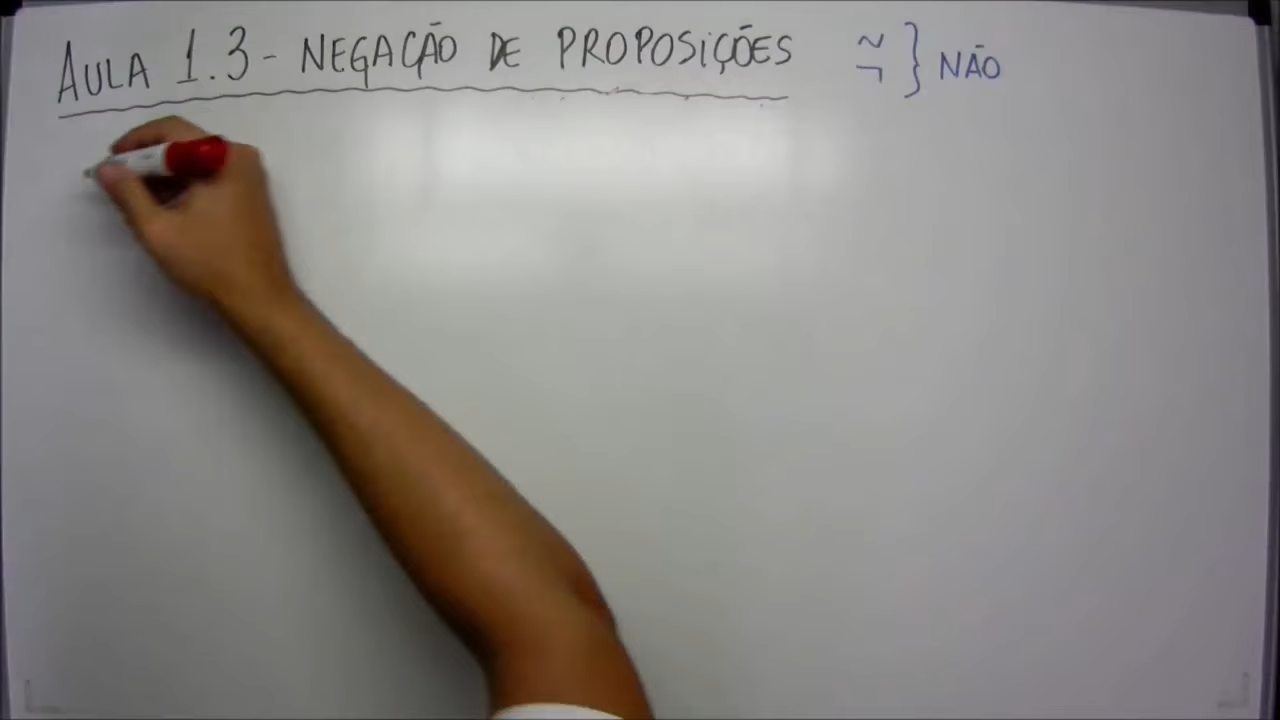 AULA 1.3 - NEGAÇÃO DE PROPOSIÇÕES ~ ¬ } NÃO